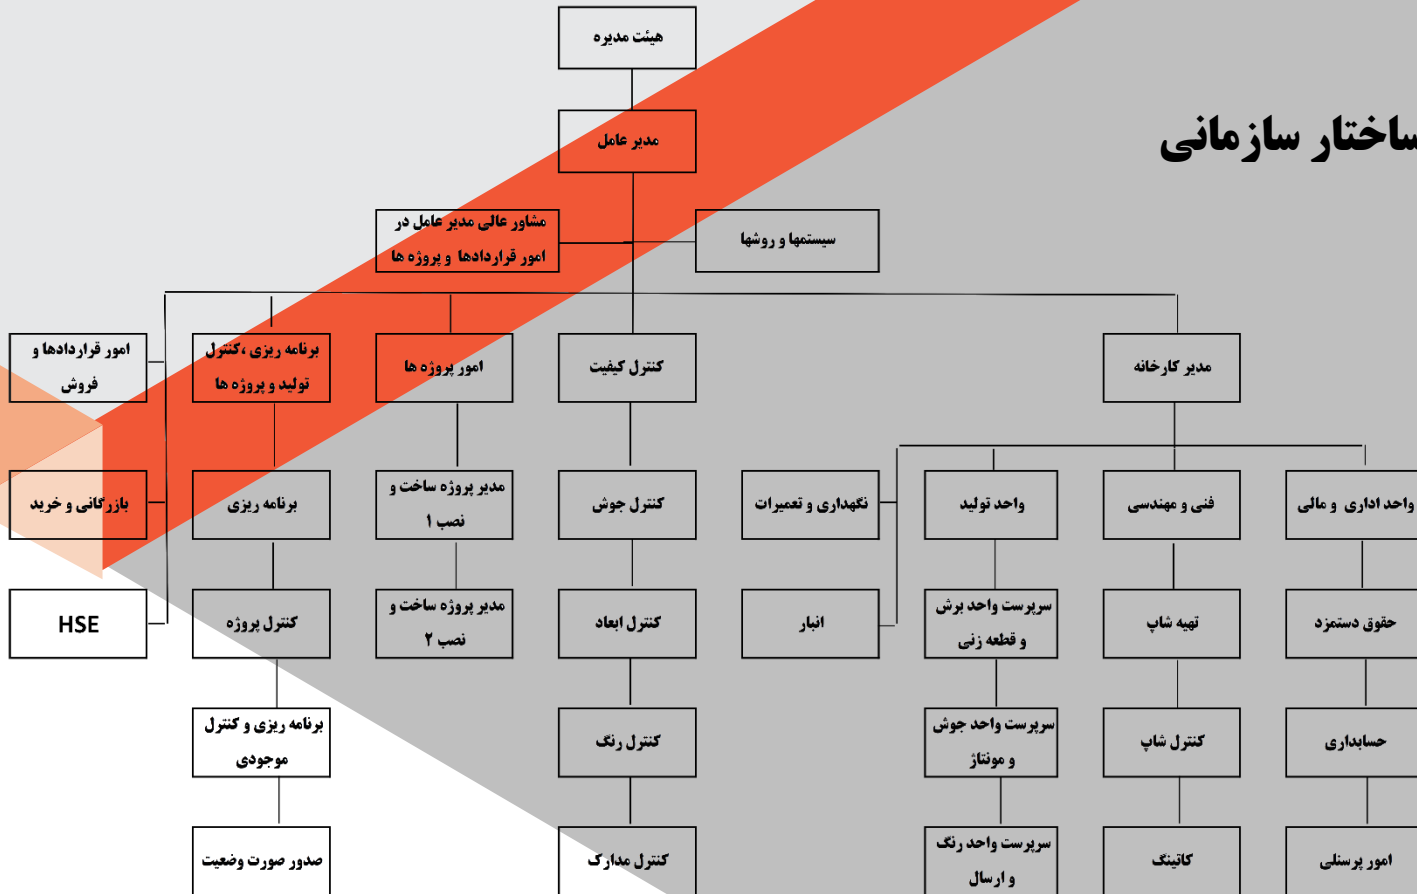 هیئت مدیره
مدیر عامل
ساختار سازمانی
سیستمها و روشها
مشاور عالی مدیر عامل در
امور قراردادها و پروژه ها
مدیر کارخانه
کنترل کیفیت
امور پروژه ها
برنامه ریزی ،کنترل
تولید و پروژه ها
امور قراردادها و
فروش
واحد اداری و مالی
فنی و مهندسی
واحد تولید
نگهداری و تعمیرات
کنترل جوش
مدیر پروژه ساخت و
نصب ۱
برنامه ریزی
بازرگانی و خرید
حقوق دستمزد
تهیه شاپ
سرپرست واحد برش
و قطعه زنی
انبار
کنترل ابعاد
مدیر پروژه ساخت و
نصب ۲
کنترل پروژه
HSE
حسابداری
کنترل شاپ
سرپرست واحد جوش
و مونتاژ
کنترل رنگ
برنامه ریزی و کنترل
موجودی
امور پرسنلی
کاتینگ
سرپرست واحد رنگ
و ارسال
کنترل مدارک
صدور صورت وضعیت